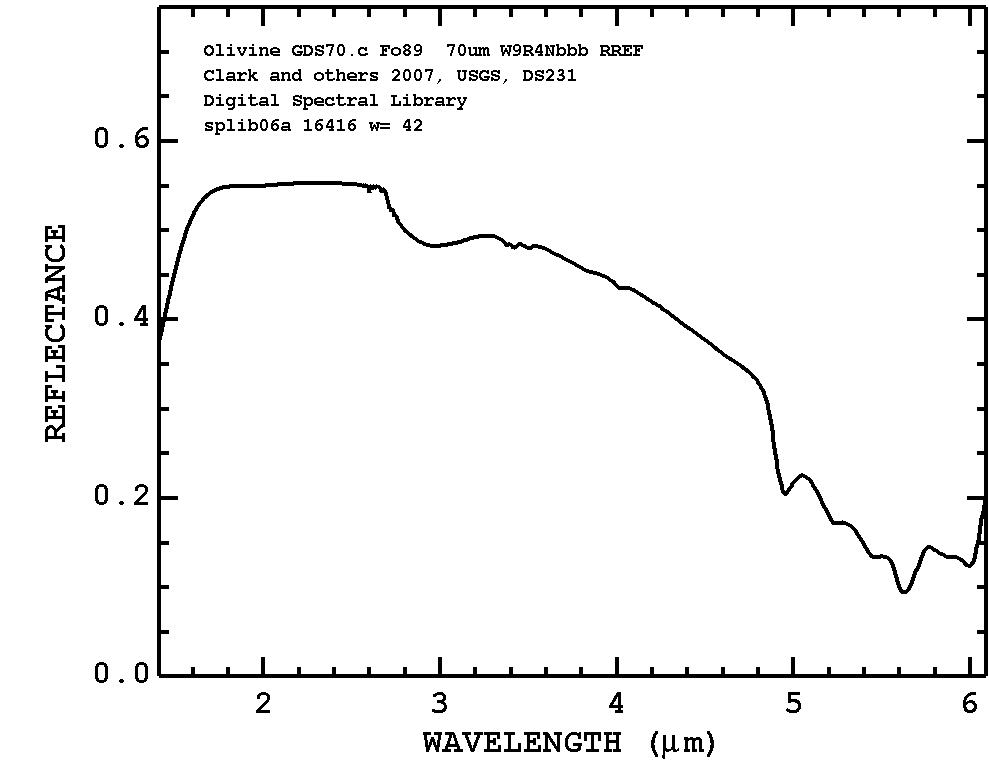 Olivine GDS70.c Fo89 70um W9R4Nbbb RREF
Clark and others 2007, USGS, DS231
Digital Spectral Library
splib06a 16416 w= 42
0.6
0.4
0.2
0.0
REFLECTANCE
2 3 4 5 6
WAVELENGTH (μm)